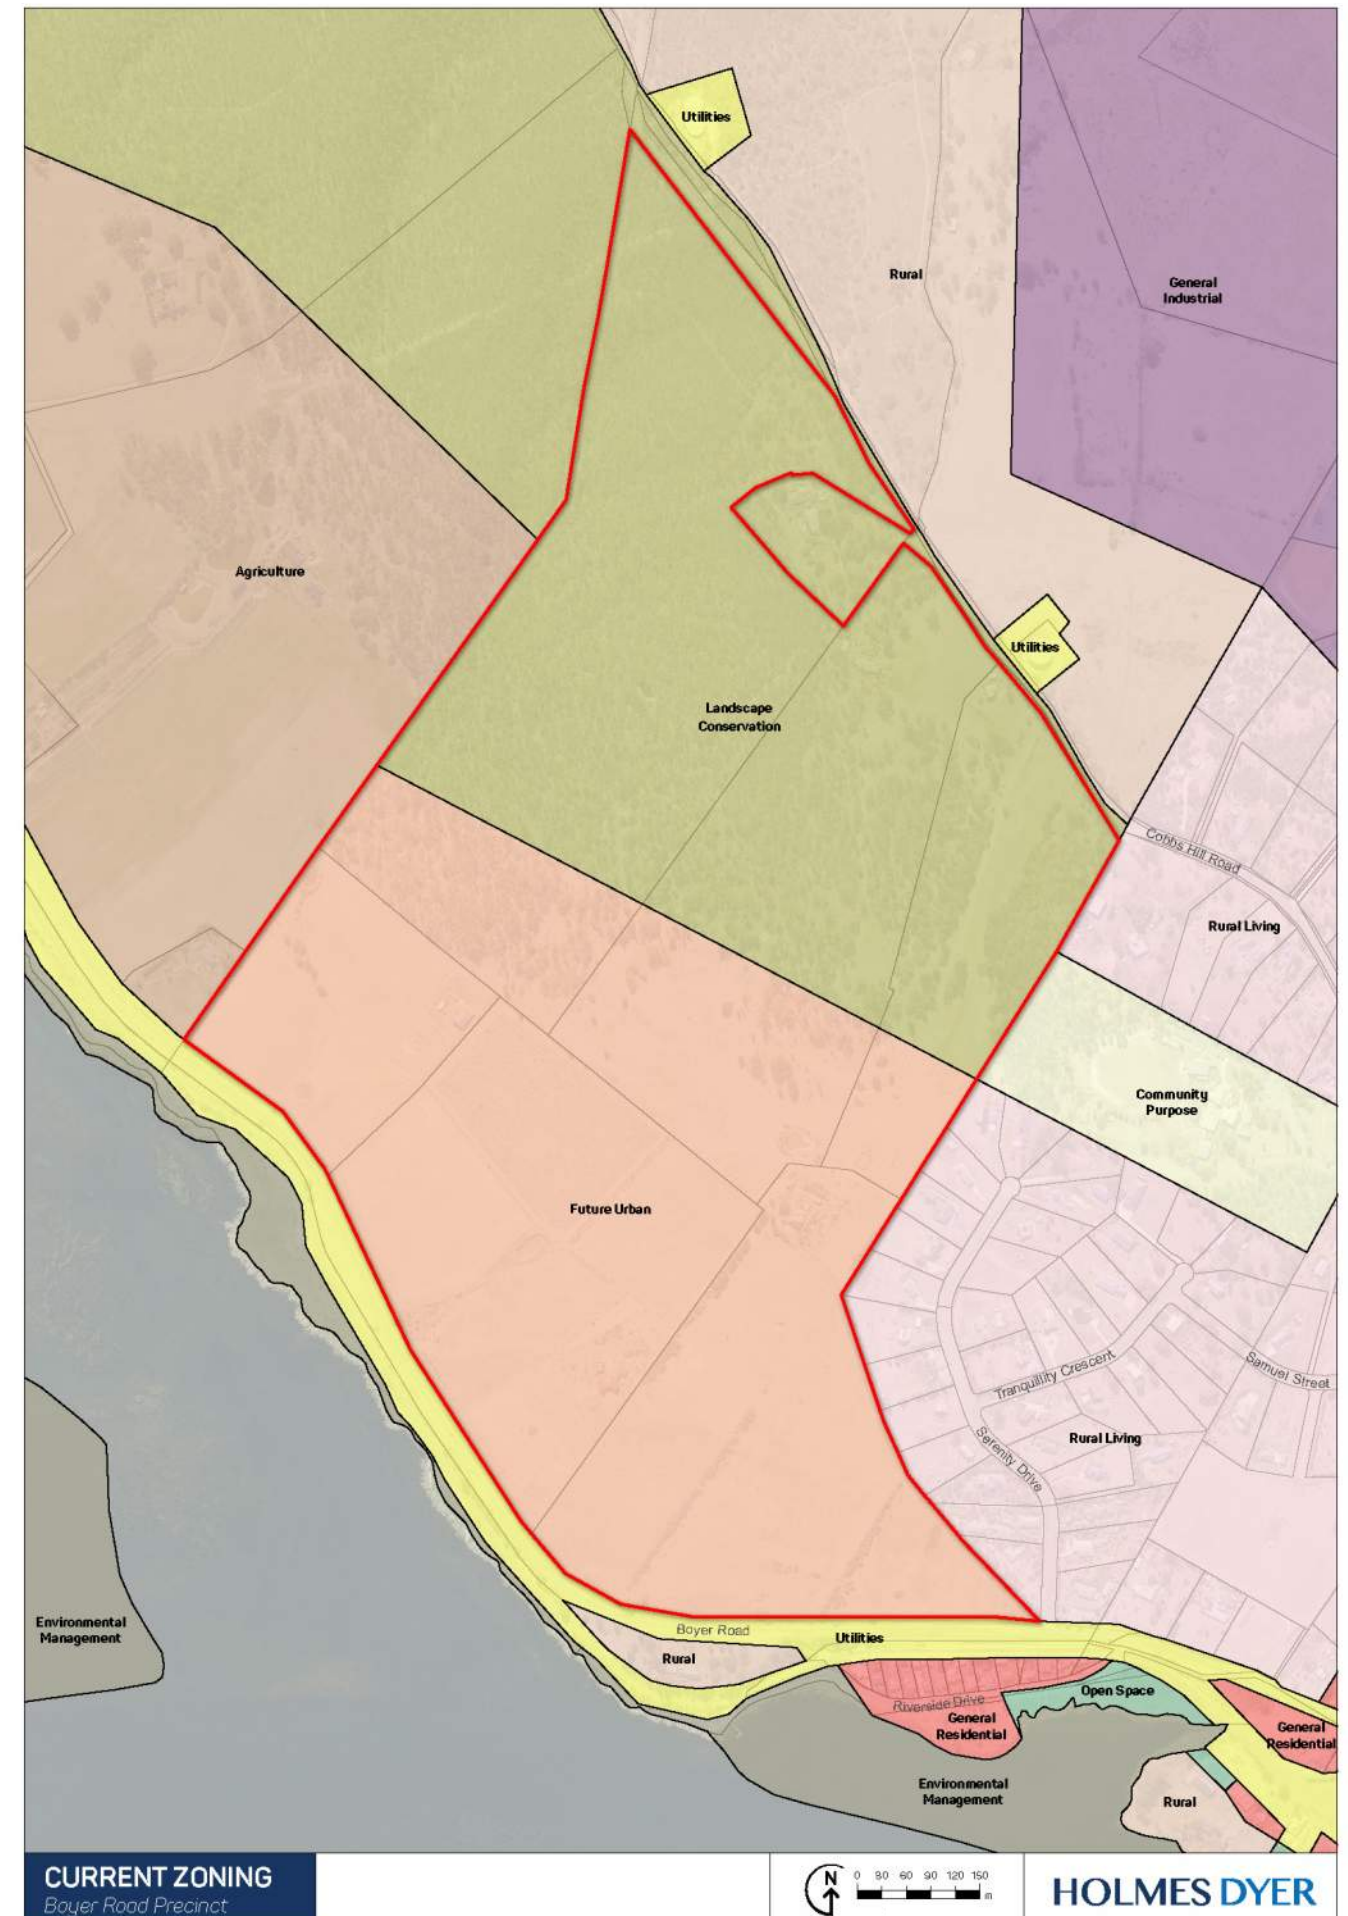 Utilities
Rural
General
Industrial
Agriculture
Utilities
Landscape
Conservation
Cobbs Hill Road
Rural Living
Community
Purpose
Future Urban
Tranquillity Crescent
Samuel Street
Rural Living
Serenity Drive
Environmental
Management
Boyer Road
Utilities
Rural
Open Space
Riverside Drive
General
Residential
General
Residential
Environmental
Management
Rural
CURRENT ZONING
Boyer Road Precinct
N
0 30 60 90 120 150
m
HOLMES DYER